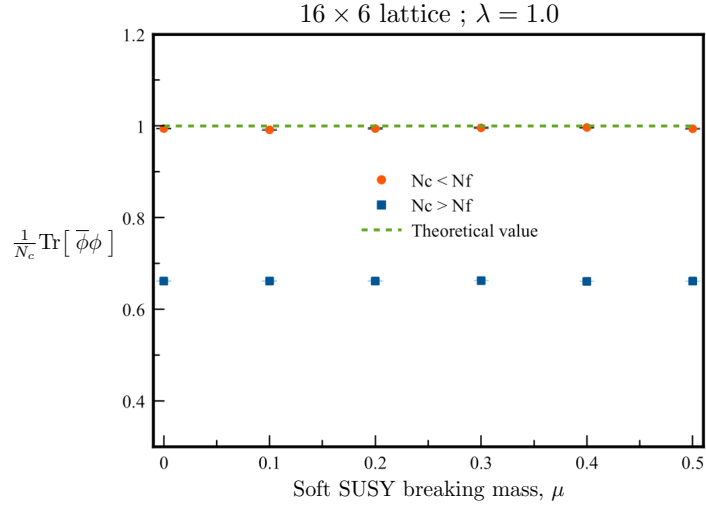 16 × 6 lattice ; λ = 1.0
1.2
1
0.8
0.6
0.4
1/N_c Tr[ ϕ̅ϕ ]
Nc < Nf
Nc > Nf
Theoretical value
0 0.1 0.2 0.3 0.4 0.5
Soft SUSY breaking mass, μ